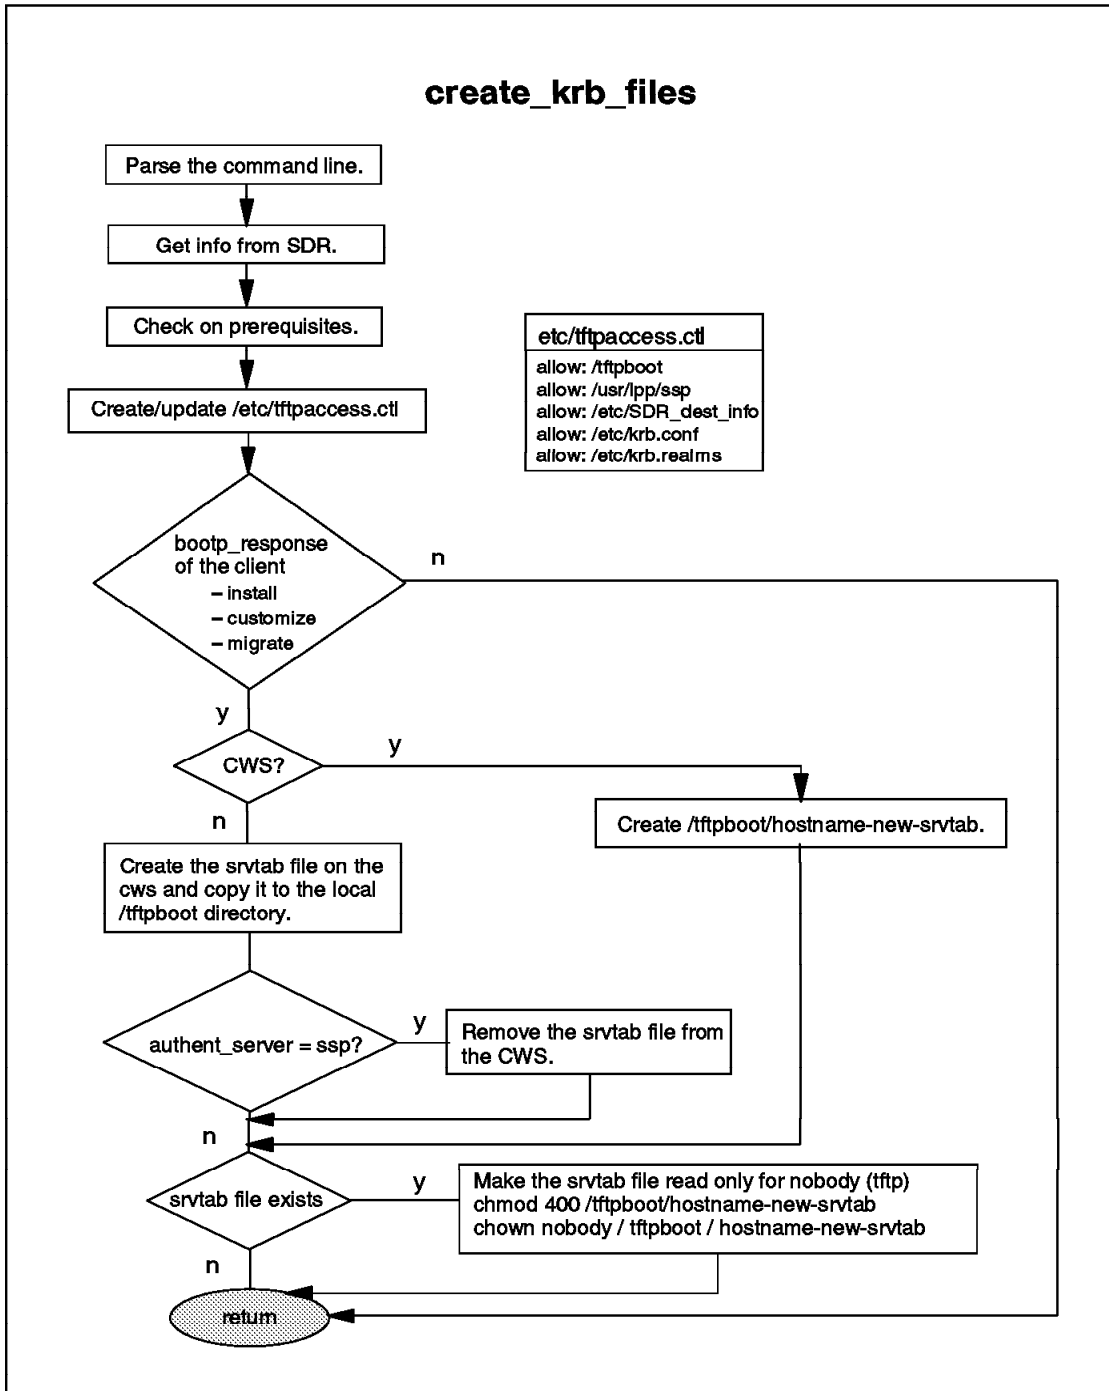 create_krb_files
Parse the command line.
Get info from SDR.
Check on prerequisites.
Create/update /etc/tftpaccess.ctl
etc/tftpaccess.ctl
allow: /tftpboot
allow: /usr/lpp/ssp
allow: /etc/SDR_dest_info
allow: /etc/krb.conf
allow: /etc/krb.realms
bootp_response
of the client
– install
– customize
– migrate
n
y
CWS?
y
n
Create /tftpboot/hostname-new-srvtab.
Create the srvtab file on the
cws and copy it to the local
/tftpboot directory.
authent_server = ssp?
y
Remove the srvtab file from
the CWS.
n
srvtab file exists
y
Make the srvtab file read only for nobody (tftp)
chmod 400 /tftpboot/hostname-new-srvtab
chown nobody / tftpboot / hostname-new-srvtab
n
return